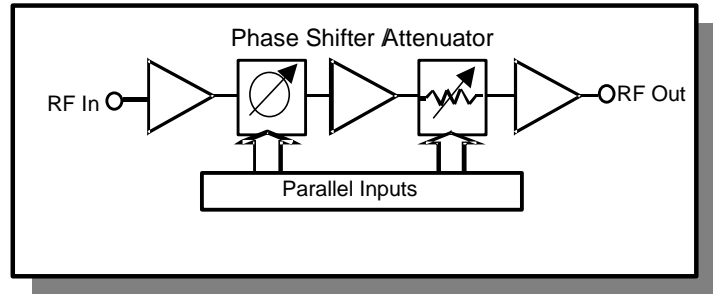 Phase Shifter /Attenuator
RF In
RF Out
Parallel Inputs